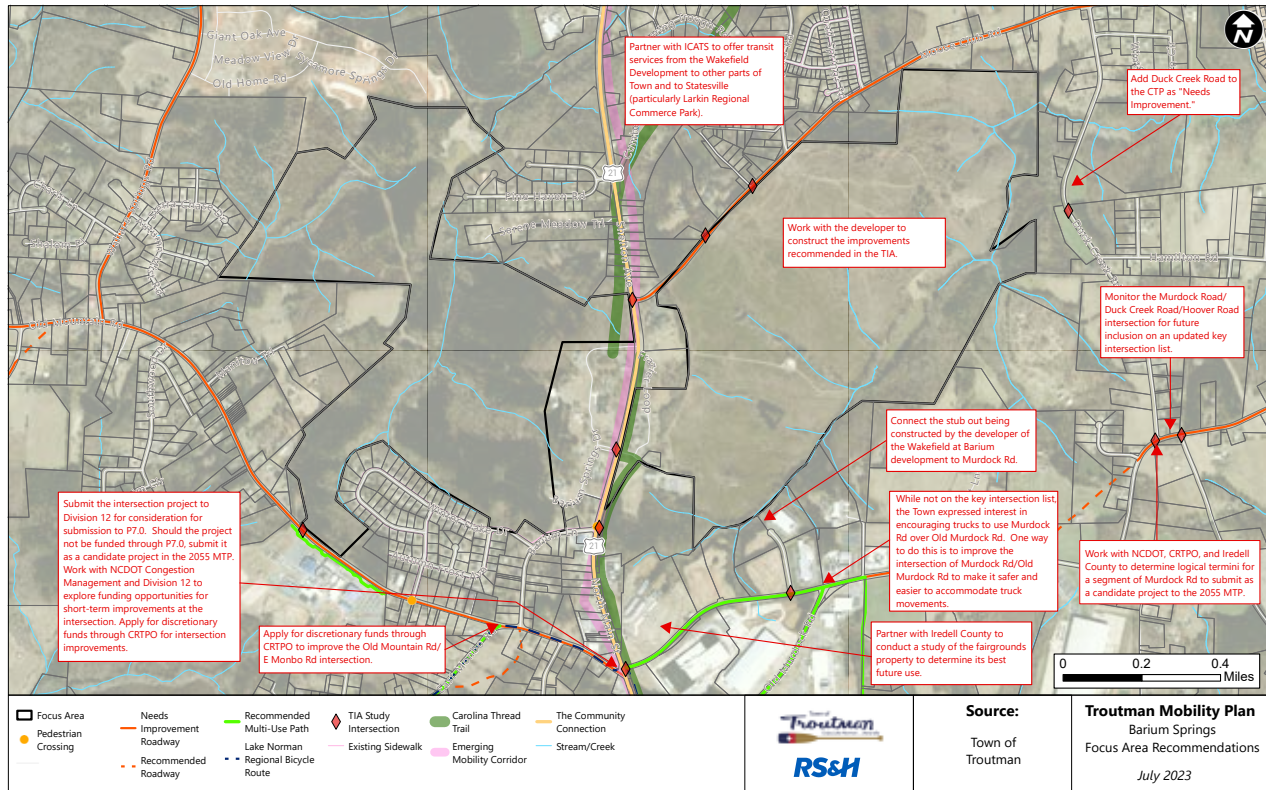 Giant Oak Ave
Meadow View Dr
Sycamore Springs Dr
Old Home Rd
N
Partner with ICATS to offer transit
services from the Wakefield
Development to other parts of
Town and to Statesville
(particularly Larkin Regional
Commerce Park).
Add Duck Creek Road to
the CTP as "Needs
Improvement."
21
Work with the developer to
construct the improvements
recommended in the TIA.
Hamilton Rd
Monitor the Murdock Road/
Duck Creek Road/Hoover Road
intersection for future
inclusion on an updated key
intersection list.
Connect the stub out being
constructed by the developer of
the Wakefield at Barium
development to Murdock Rd.
Submit the intersection project to
Division 12 for consideration for
submission to P7.0. Should the project
not be funded through P7.0, submit it
as a candidate project in the 2055 MTP.
Work with NCDOT Congestion
Management and Division 12 to
explore funding opportunities for
short-term improvements at the
intersection. Apply for discretionary
funds through CRTPO for intersection
improvements.
While not on the key intersection list,
the Town expressed interest in
encouraging trucks to use Murdock
Rd over Old Murdock Rd. One way
to do this is to improve the
intersection of Murdock Rd/Old
Murdock Rd to make it safer and
easier to accommodate truck
movements.
21
Work with NCDOT, CRTPO, and Iredell
County to determine logical termini for
a segment of Murdock Rd to submit as
a candidate project to the 2055 MTP.
Apply for discretionary funds through
CRTPO to improve the Old Mountain Rd/
E Monbo Rd intersection.
Partner with Iredell County to
conduct a study of the fairgrounds
property to determine its best
future use.
0 0.2 0.4
Miles
Focus Area
Pedestrian
Crossing
Needs
Improvement
Roadway
Recommended
Roadway
Recommended
Multi-Use Path
Lake Norman
Regional Bicycle
Route
TIA Study
Intersection
Existing Sidewalk
Carolina Thread
Trail
Emerging
Mobility Corridor
The Community
Connection
Stream/Creek
Town of
Troutman
RS&H
Source:
Town of
Troutman
Troutman Mobility Plan
Barium Springs
Focus Area Recommendations
July 2023